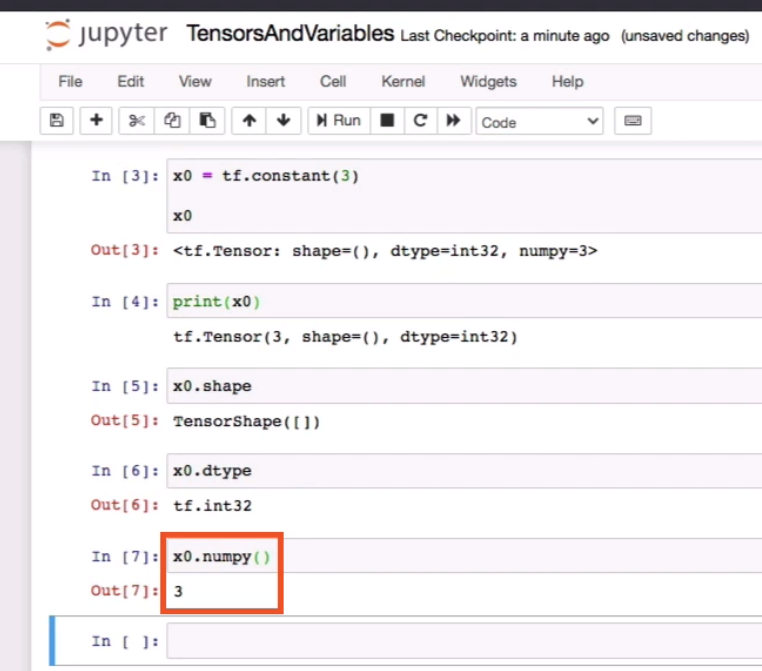 jupyter TensorsAndVariables Last Checkpoint: a minute ago (unsaved changes)
File Edit View Insert Cell Kernel Widgets Help
Run Code
In [3]: x0 = tf.constant(3)
x0
Out[3]: <tf.Tensor: shape=(), dtype=int32, numpy=3>
In [4]: print(x0)
tf.Tensor(3, shape=(), dtype=int32)
In [5]: x0.shape
Out[5]: TensorShape([])
In [6]: x0.dtype
Out[6]: tf.int32
In [7]: x0.numpy()
Out[7]: 3
In [ ]: